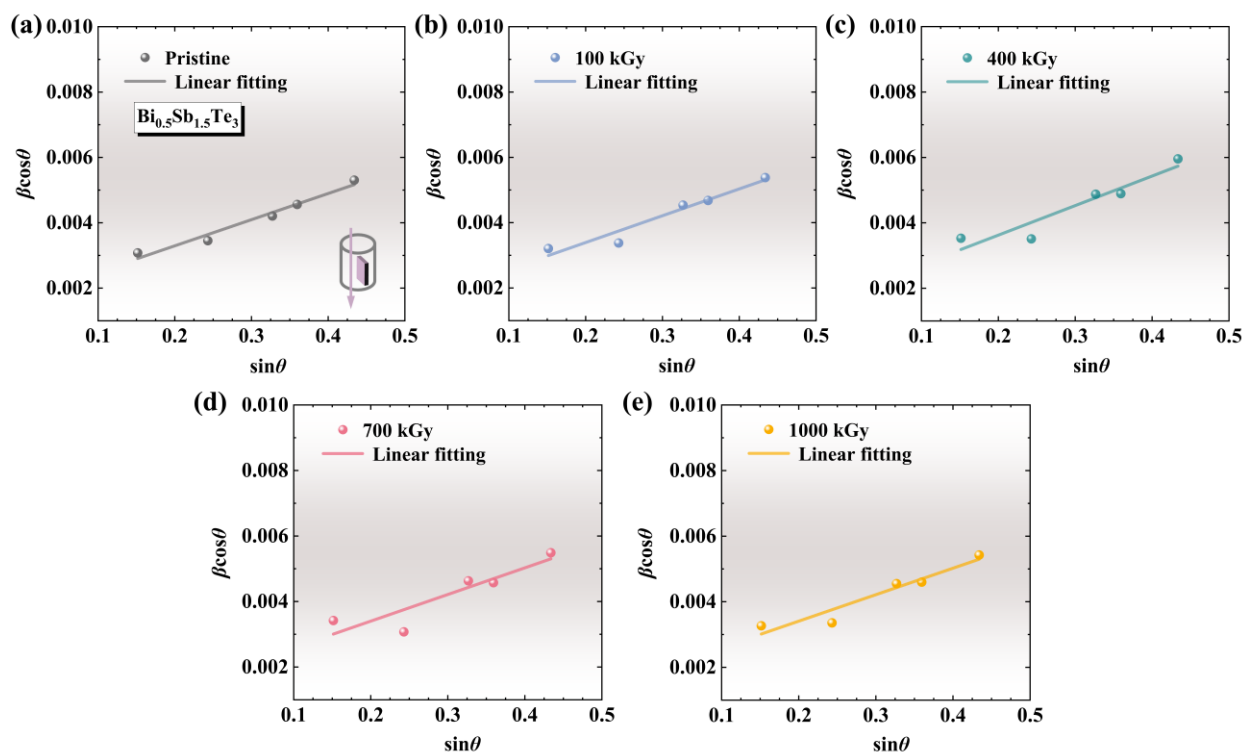 (a)
0.010
0.008
0.006
0.004
0.002
βcosθ
Pristine
Linear fitting
Bi₀.₅Sb₁.₅Te₃
0.1 0.2 0.3 0.4 0.5
sinθ
(b)
0.010
0.008
0.006
0.004
0.002
βcosθ
100 kGy
Linear fitting
0.1 0.2 0.3 0.4 0.5
sinθ
(c)
0.010
0.008
0.006
0.004
0.002
βcosθ
400 kGy
Linear fitting
0.1 0.2 0.3 0.4 0.5
sinθ
(d)
0.010
0.008
0.006
0.004
0.002
βcosθ
700 kGy
Linear fitting
0.1 0.2 0.3 0.4 0.5
sinθ
(e)
0.010
0.008
0.006
0.004
0.002
βcosθ
1000 kGy
Linear fitting
0.1 0.2 0.3 0.4 0.5
sinθ